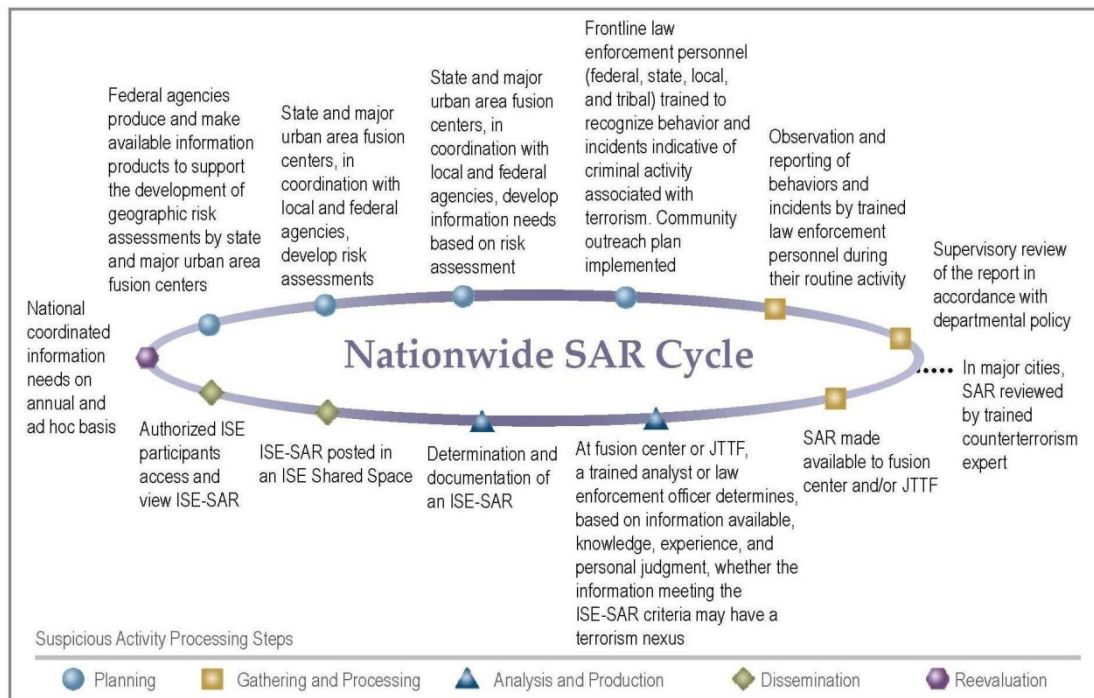 Federal agencies
produce and make
available information
products to support
the development of
geographic risk
assessments by state
and major urban area
fusion centers
State and major
urban area fusion
centers, in
coordination with
local and federal
agencies,
develop risk
assessments
State and major
urban area fusion
centers, in
coordination with
local and federal
agencies, develop
information needs
based on risk
assessment
Frontline law
enforcement personnel
(federal, state, local,
and tribal) trained to
recognize behavior and
incidents indicative of
criminal activity
associated with
terrorism. Community
outreach plan
implemented
Observation and
reporting of
behaviors and
incidents by trained
law enforcement
personnel during
their routine activity
Supervisory review
of the report in
accordance with
departmental policy
In major cities,
SAR reviewed
by trained
counterterrorism
expert
National
coordinated
information
needs on
annual and
ad hoc basis
Nationwide SAR Cycle
Authorized ISE
participants
access and
view ISE-SAR
ISE-SAR posted in
an ISE Shared Space
Determination and
documentation of
an ISE-SAR
At fusion center or JTTF,
a trained analyst or law
enforcement officer determines,
based on information available,
knowledge, experience, and
personal judgment, whether the
information meeting the
ISE-SAR criteria may have a
terrorism nexus
SAR made
available to fusion
center and/or JTTF
Suspicious Activity Processing Steps
Planning
Gathering and Processing
Analysis and Production
Dissemination
Reevaluation